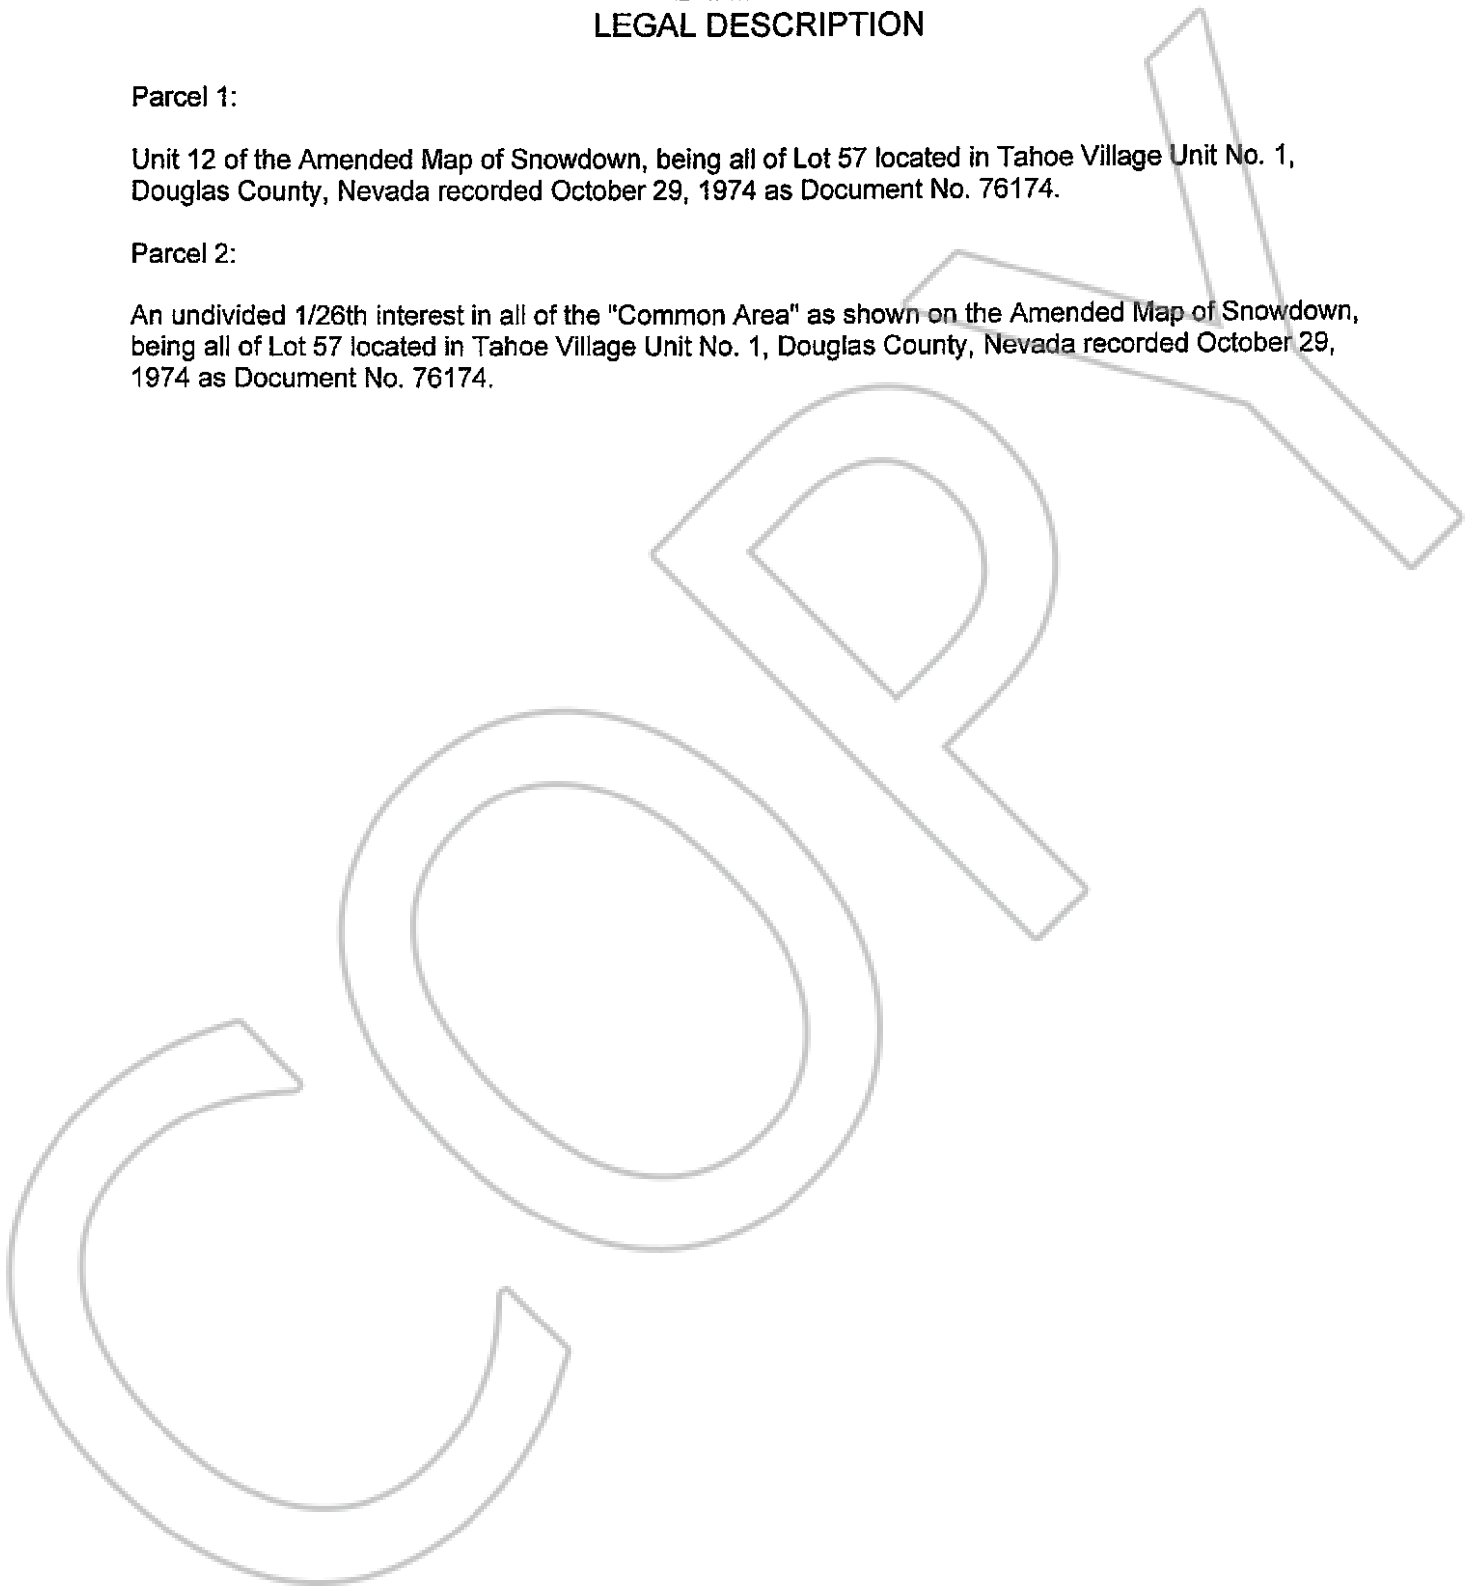 LEGAL DESCRIPTION
Parcel 1:
Unit 12 of the Amended Map of Snowdown, being all of Lot 57 located in Tahoe Village Unit No. 1,
Douglas County, Nevada recorded October 29, 1974 as Document No. 76174.
Parcel 2:
An undivided 1/26th interest in all of the "Common Area" as shown on the Amended Map of Snowdown,
being all of Lot 57 located in Tahoe Village Unit No. 1, Douglas County, Nevada recorded October 29,
1974 as Document No. 76174.
COPY